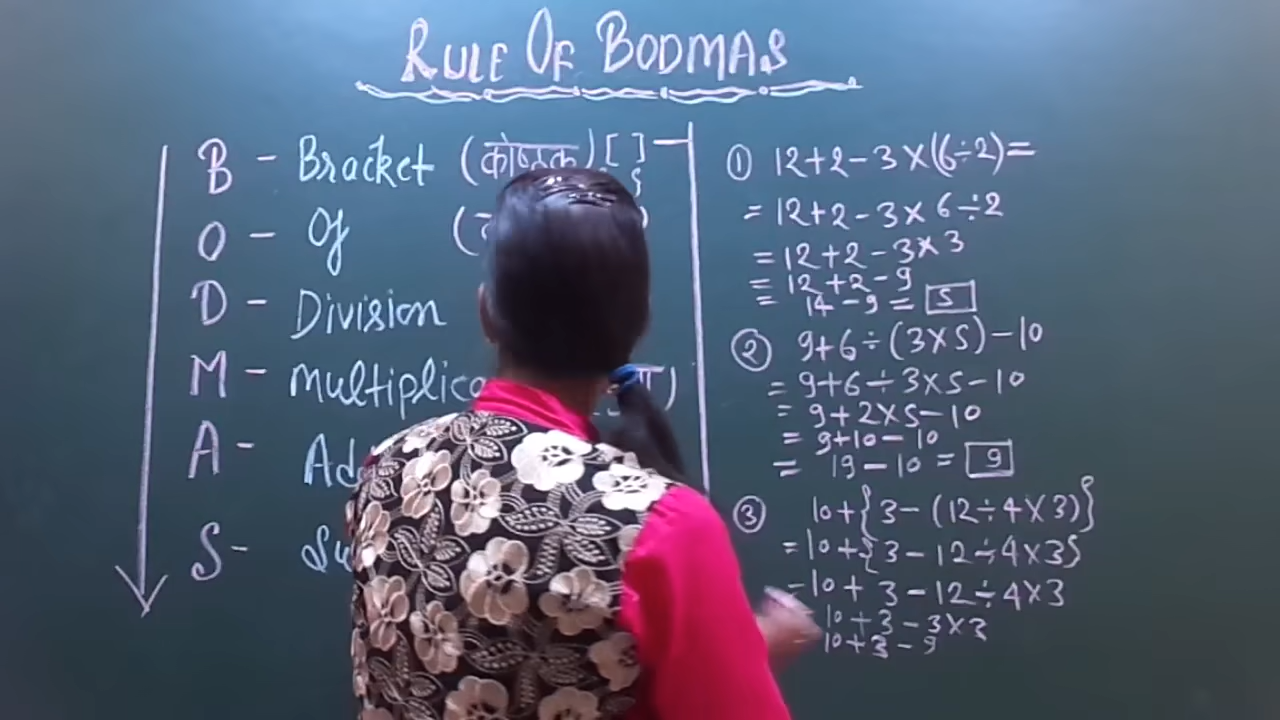 RULE OF BODMAS
B - Bracket (कोष्ठक) [ ]
O - Of (
D - Division
M - Multiplica
A - Ad
S - Su
① 12+2-3×(6÷2)=
= 12+2-3×6÷2
= 12+2-3×3
= 12+2-9
= 14-9 = 5
② 9+6÷(3×5)-10
= 9+6÷3×5-10
= 9+2×5-10
= 9+10-10
= 19-10 = 9
③ 10+{3-(12÷4×3)}
= 10+{3-12÷4×3}
= 10+3-12÷4×3
10+3-3×3
10+3-9